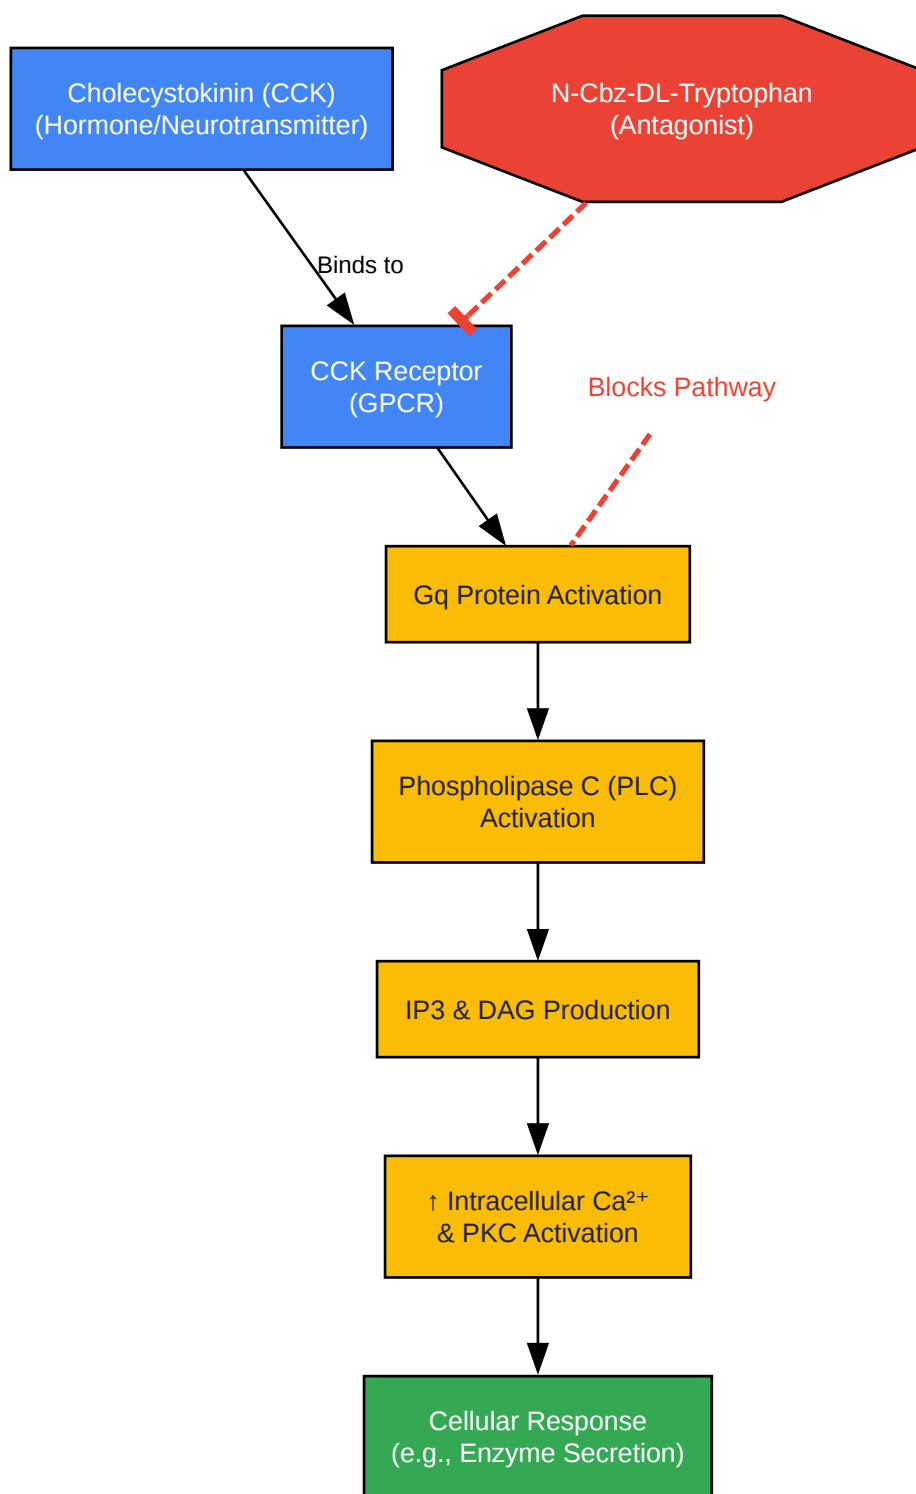 Cholecystokinin (CCK)
(Hormone/Neurotransmitter)
N-Cbz-DL-Tryptophan
(Antagonist)
Binds to
CCK Receptor
(GPCR)
Blocks Pathway
Gq Protein Activation
Phospholipase C (PLC)
Activation
IP3 & DAG Production
↑ Intracellular Ca²⁺
& PKC Activation
Cellular Response
(e.g., Enzyme Secretion)